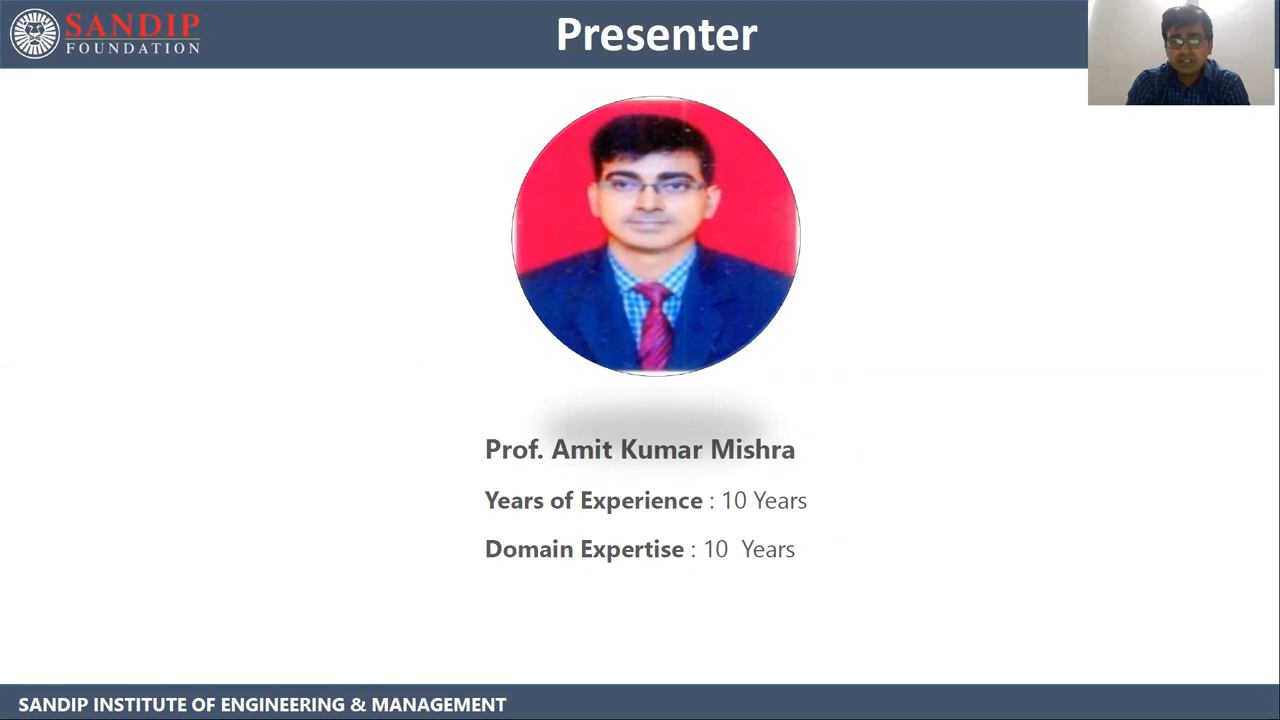 SANDIP
FOUNDATION
Presenter
Prof. Amit Kumar Mishra
Years of Experience : 10 Years
Domain Expertise : 10  Years
SANDIP INSTITUTE OF ENGINEERING & MANAGEMENT